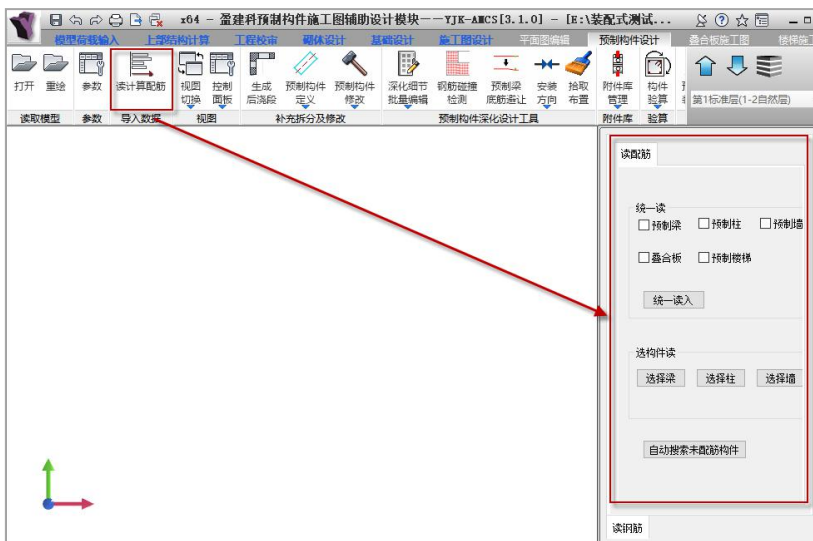 x64 - 盈建科预制构件施工图辅助设计模块--YJK-AMCS[3.1.0] - [E:\装配式测试...
模型荷载输入 上部结构计算 工程校审 砌体设计 基础设计 施工图设计 平面图编辑 预制构件设计 叠合板施工图 楼梯施工
打开 重绘 参数 读计算配筋 视图切换 控制面板 生成后浇段 预制构件定义 预制构件修改 深化细节批量编辑 钢筋碰撞检测 预制梁底筋避让 安装方向 拾取布置 附件库管理 构件验算 第1标准层(1-2自然层)
读取模型 参数 导入数据 视图 补充拆分及修改 预制构件深化设计工具 附件库 验算
读配筋
统一读
预制梁 预制柱 预制墙
叠合板 预制楼梯
统一读入
选构件读
选择梁 选择柱 选择墙
自动搜索未配筋构件
读钢筋